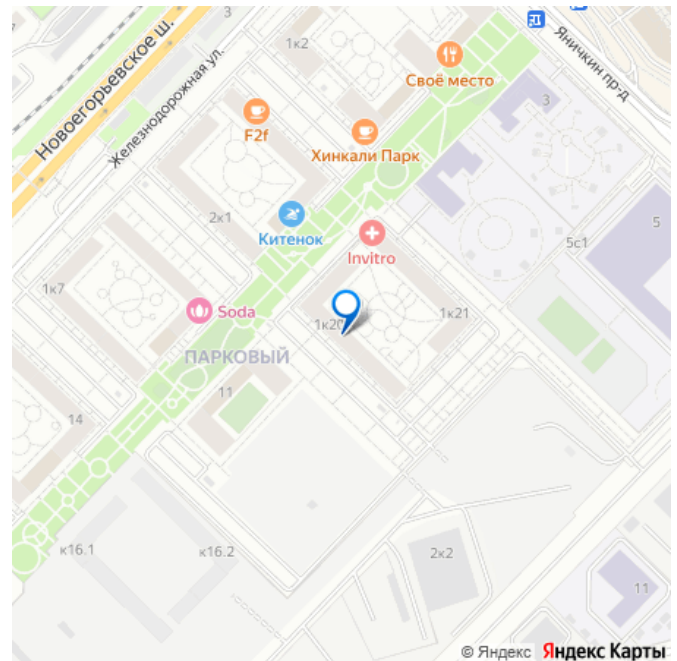 3
1к2
Новоегорьевское ш.
Железнодорожная ул.
Яничкин пр-д
Своё место
3
F2f
Хинкали Парк
2к1
Китенок
Invitro
5
5с1
1к7
Soda
1к20
1к21
ПАРКОВЫЙ
11
14
к16.1
к16.2
2к2
11
© Яндекс Яндекс Карты